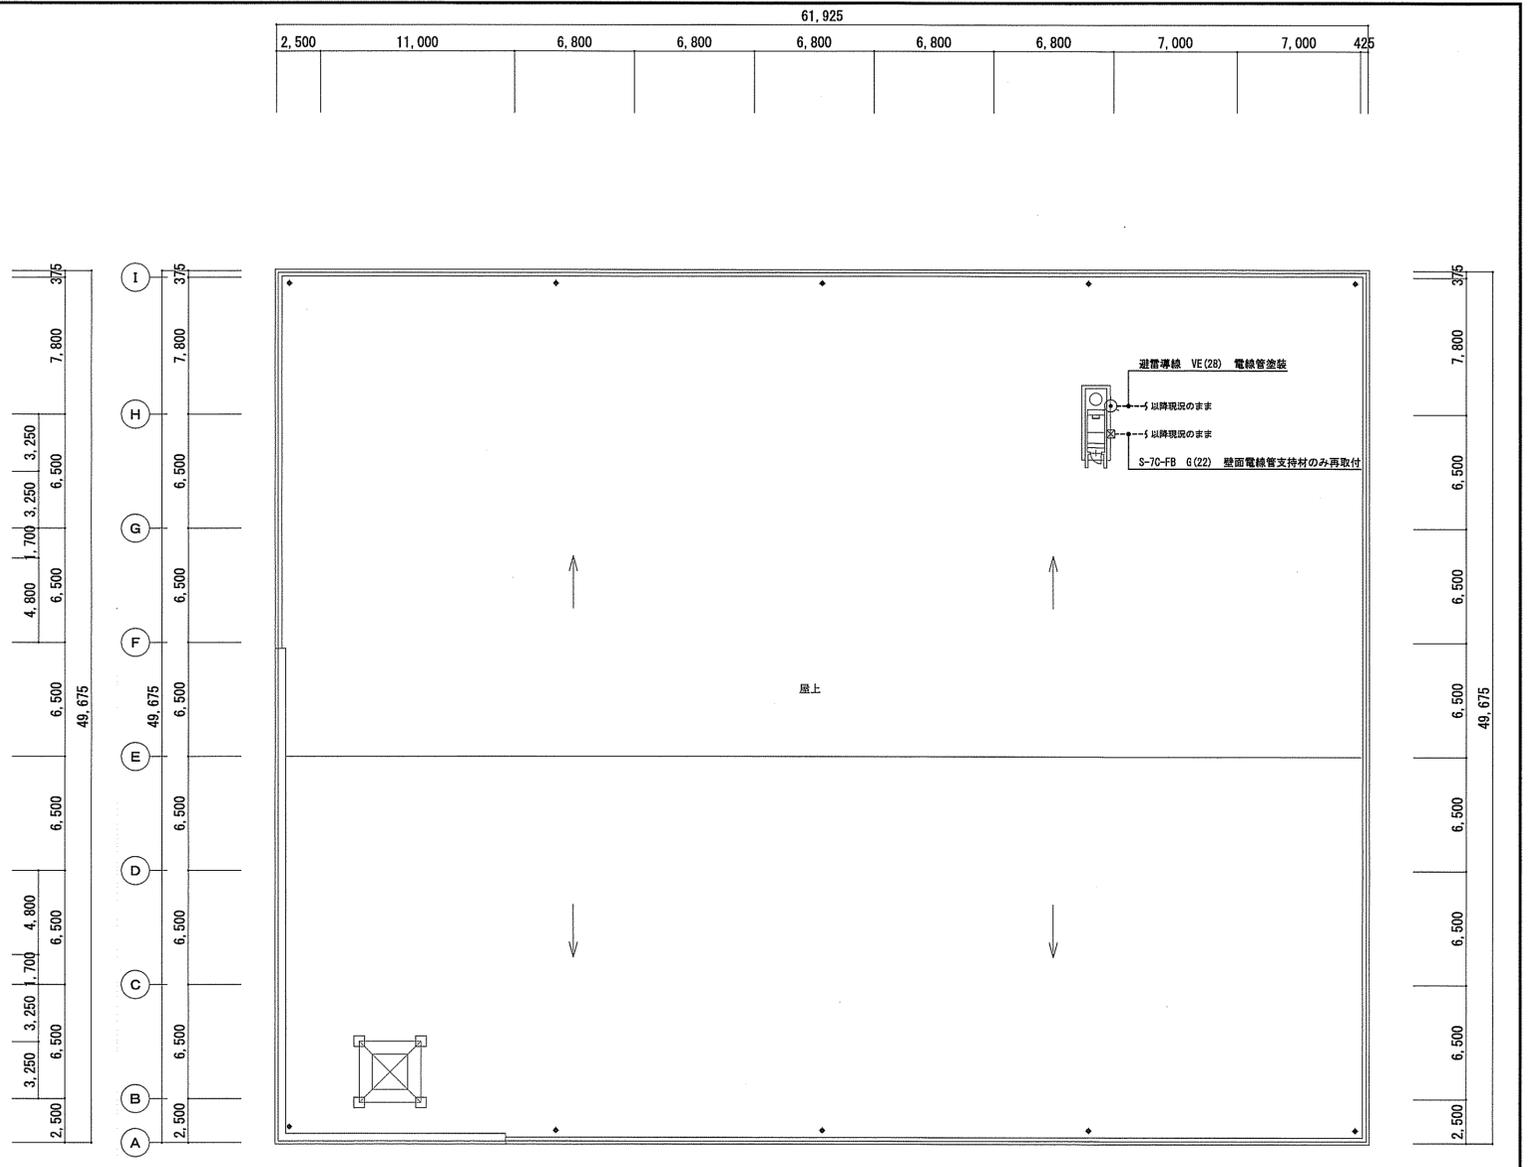 61,925
2,500 11,000 6,800 6,800 6,800 6,800 6,800 7,000 7,000 425
375 I 375 375
7,800 7,800 7,800
避雷導線 VE(28) 電線管塗装
H 以降現況のまま
3,250 以降現況のまま
6,500 6,500 S-7C-FB G(22) 壁面電線管支持材のみ再取付 6,500
3,250
G
1,700
6,500 6,500 6,500
4,800
F
6,500 6,500 屋上 6,500
49,675 49,675 49,675
E
6,500 6,500 6,500
D
4,800
6,500 6,500 6,500
1,700
C
3,250
6,500 6,500 6,500
3,250
B
2,500 2,500 2,500
A